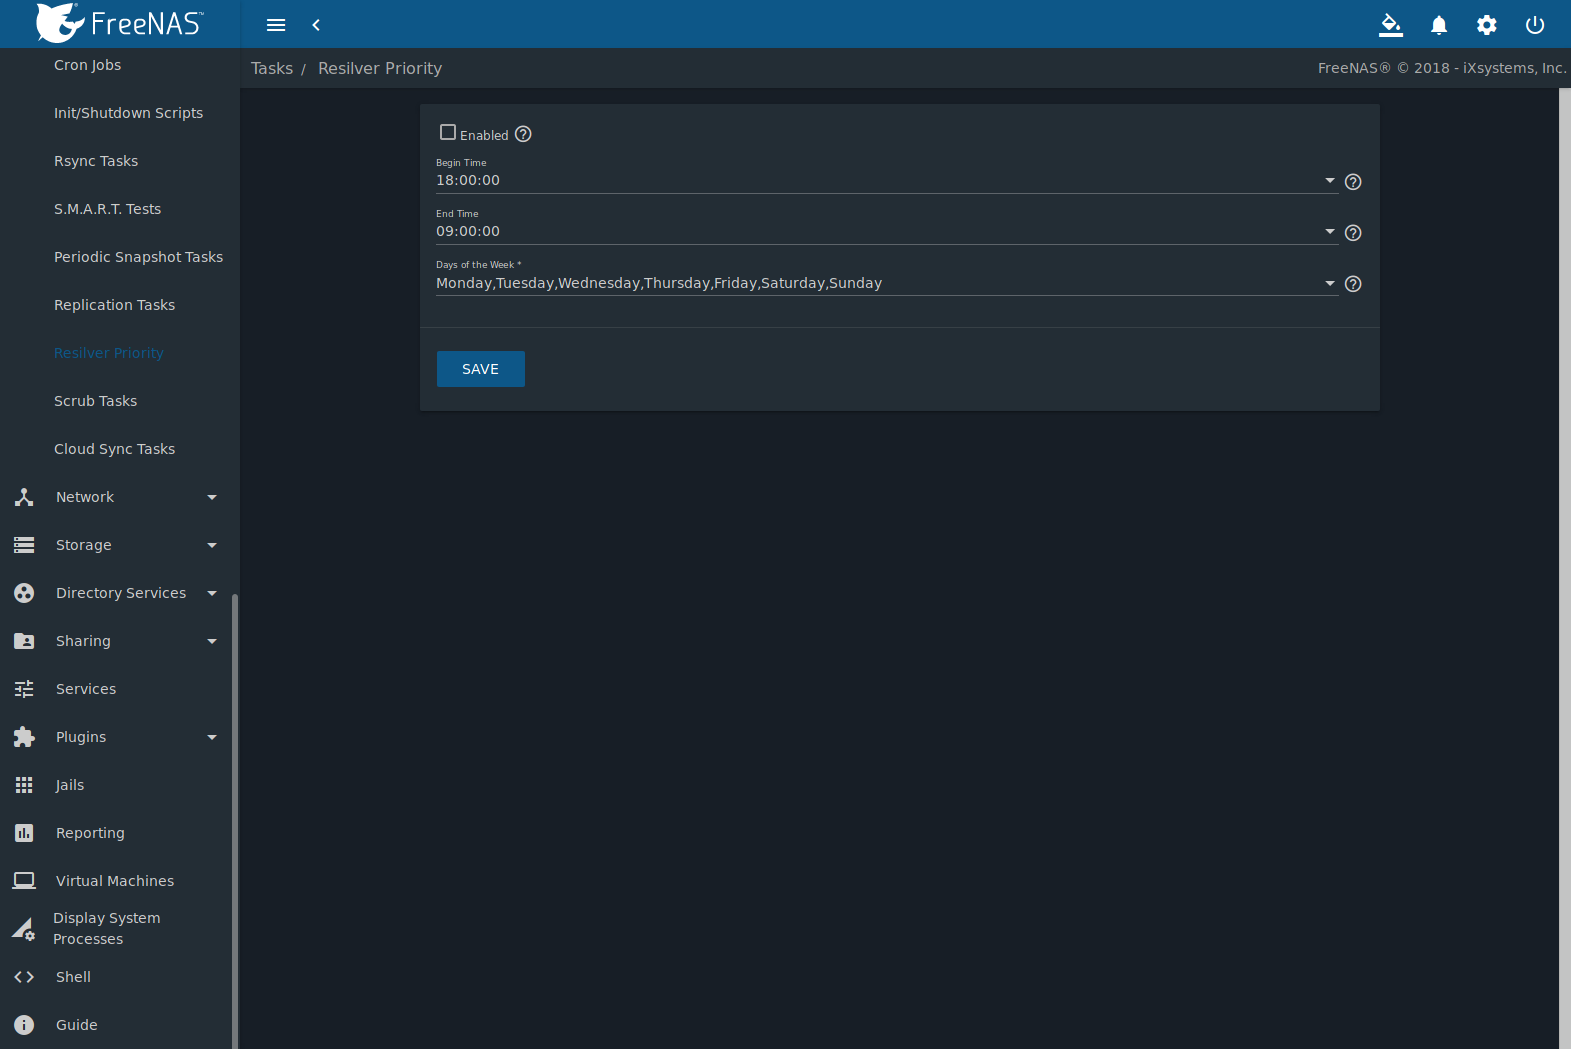 FreeNAS™
Tasks / Resilver Priority
FreeNAS® © 2018 - iXsystems, Inc.
Cron Jobs
Init/Shutdown Scripts
Rsync Tasks
S.M.A.R.T. Tests
Periodic Snapshot Tasks
Replication Tasks
Resilver Priority
Scrub Tasks
Cloud Sync Tasks
Network
Storage
Directory Services
Sharing
Services
Plugins
Jails
Reporting
Virtual Machines
Display System
Processes
Shell
Guide
Enabled
Begin Time
18:00:00
End Time
09:00:00
Days of the Week *
Monday,Tuesday,Wednesday,Thursday,Friday,Saturday,Sunday
SAVE